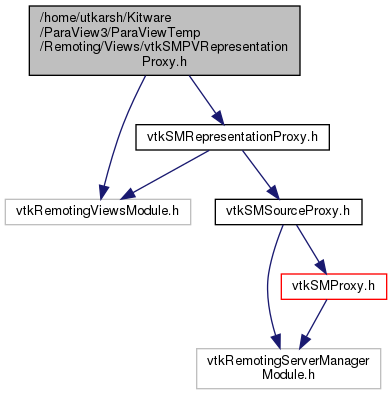 /home/utkarsh/Kitware
/ParaView3/ParaViewTemp
/Remoting/Views/vtkSMPVRepresentation
Proxy.h
vtkSMRepresentationProxy.h
vtkRemotingViewsModule.h
vtkSMSourceProxy.h
vtkSMProxy.h
vtkRemotingServerManager
Module.h